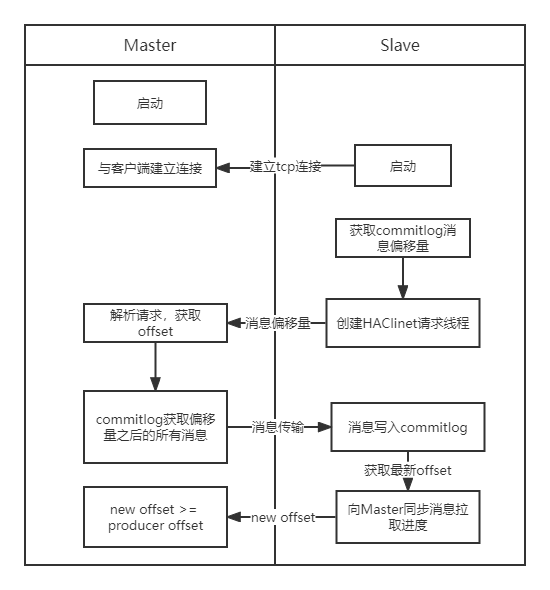 Master
Slave
启动
与客户端建立连接
建立tcp连接
启动
获取commitlog消
息偏移量
解析请求，获取
offset
消息偏移量
创建HAClinet请求线程
commitlog获取偏移
量之后的所有消息
消息传输
消息写入commitlog
获取最新offset
new offset >=
producer offset
new offset
向Master同步消息拉
取进度